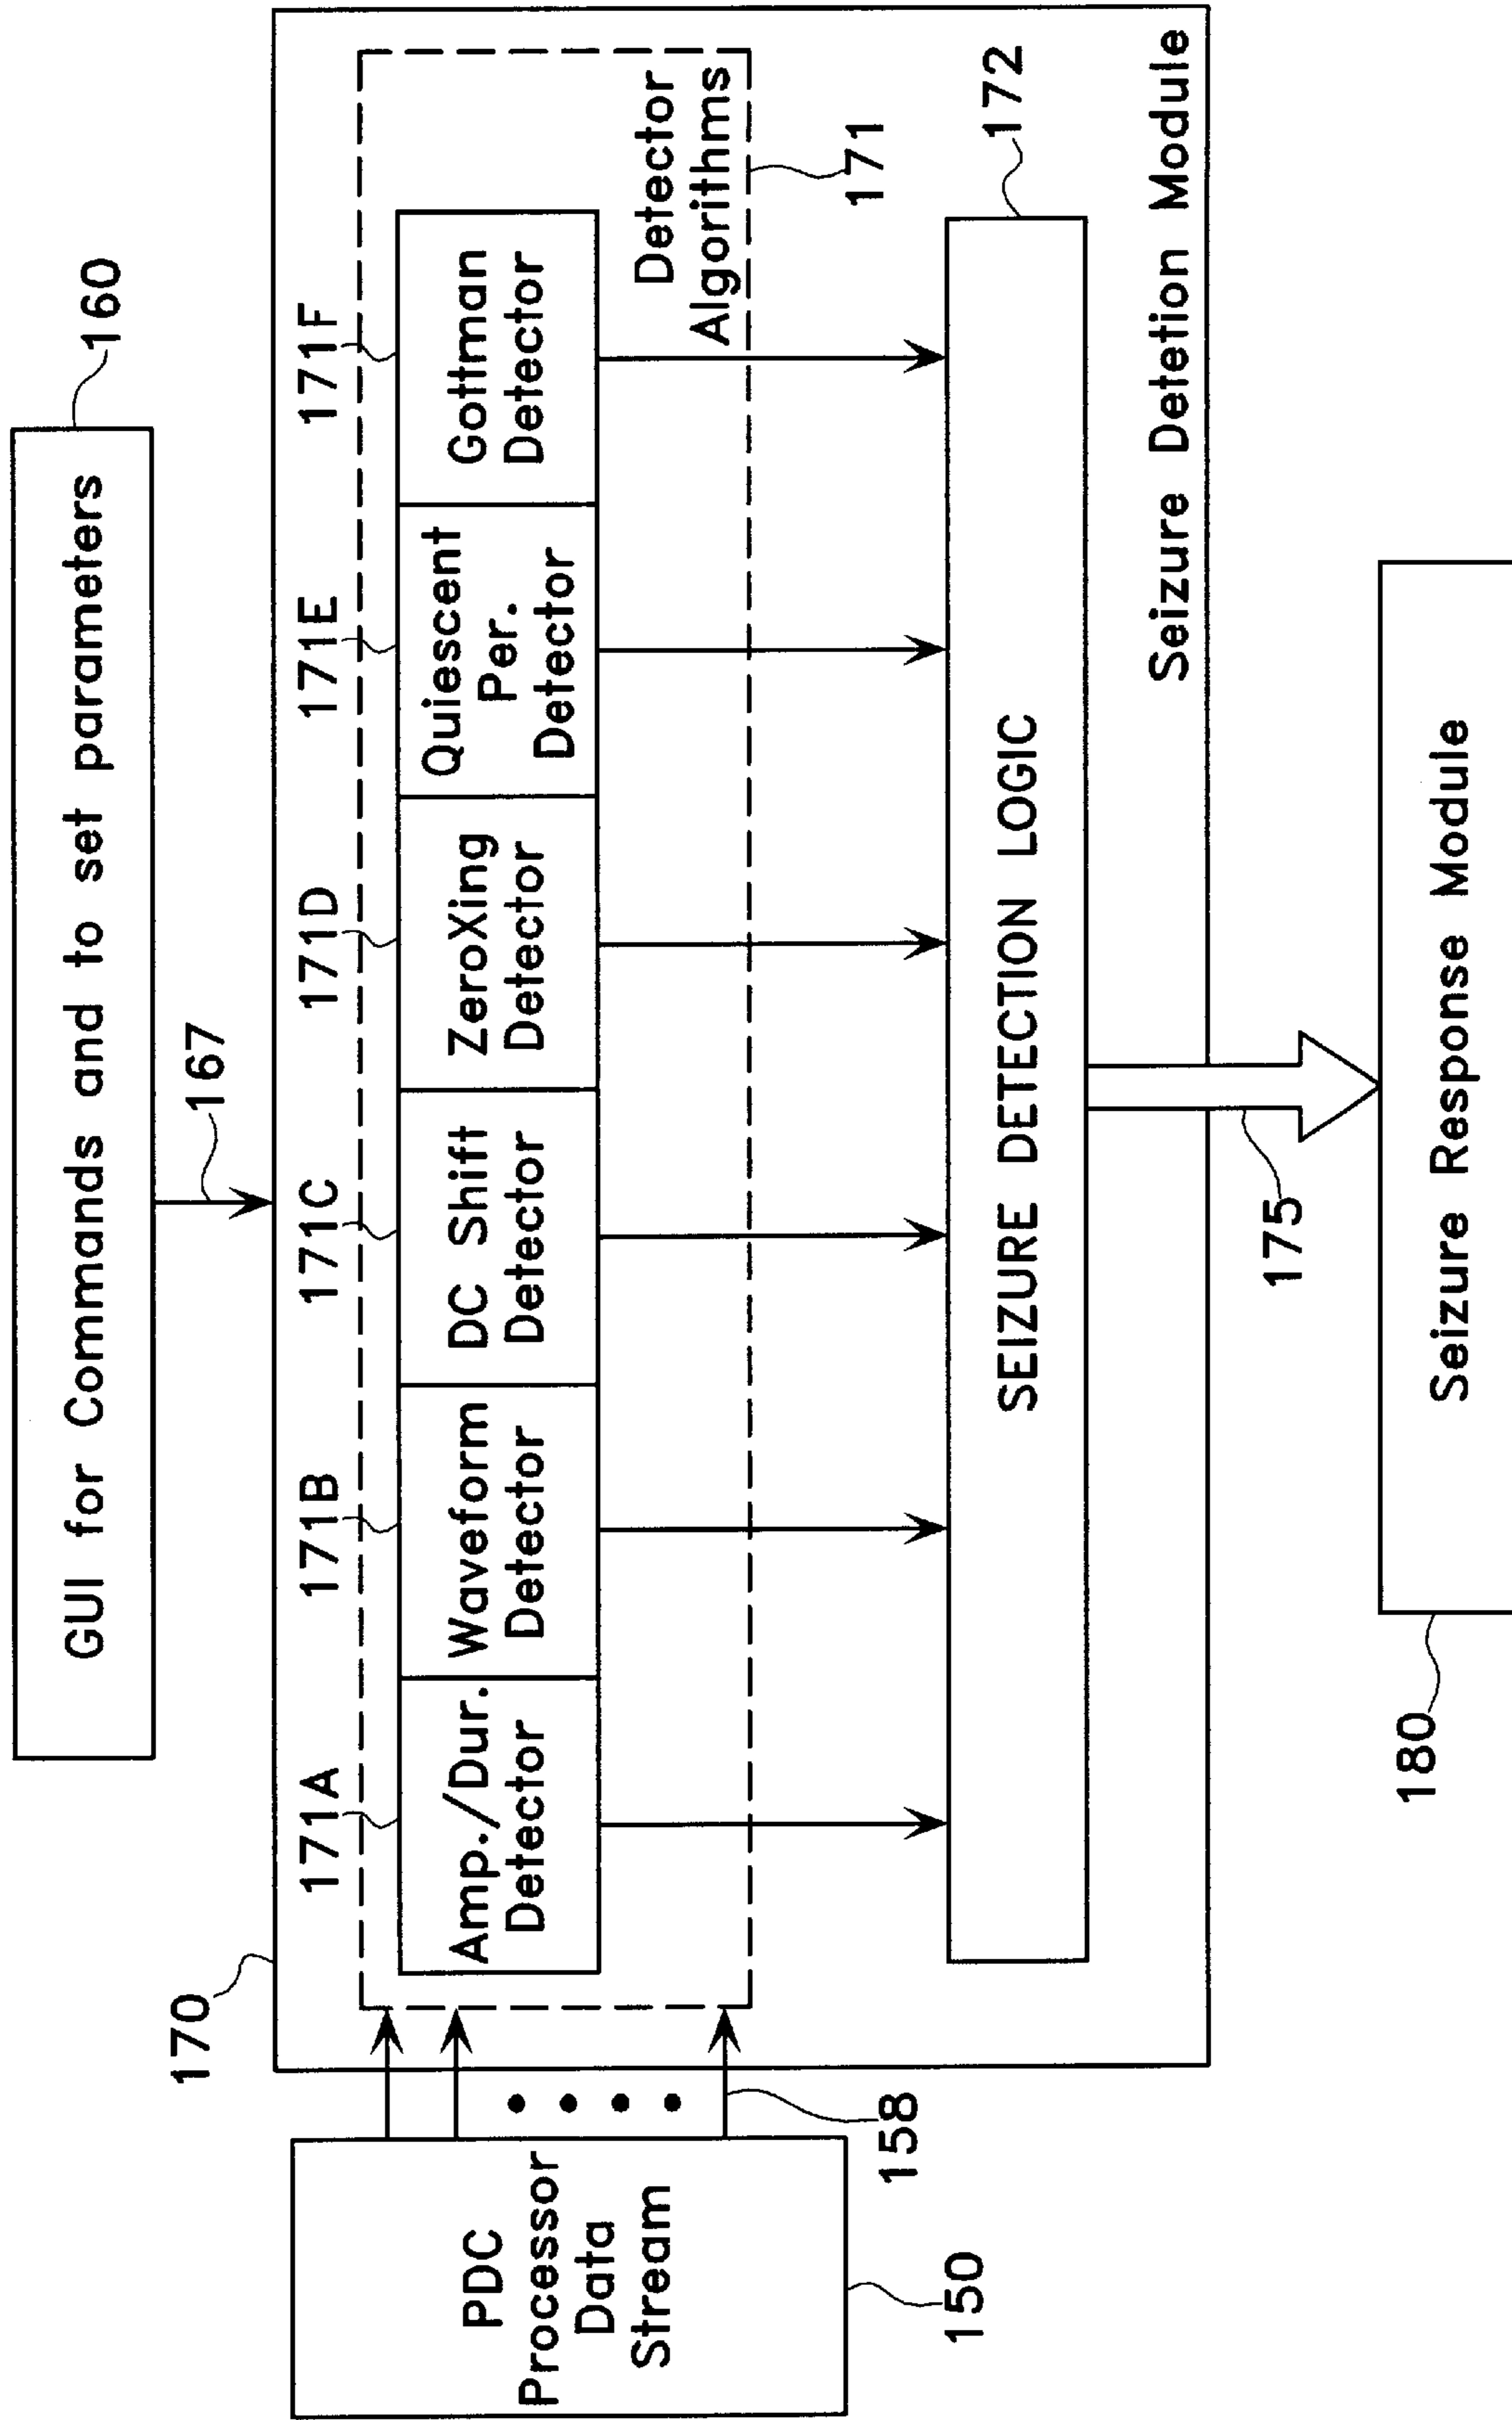 GUI for Commands and to set parameters
160
167
170
171A
171B
171C
171D
171E
171F
Amp./Dur.
Detector
Waveform
Detector
DC Shift
Detector
ZeroXing
Detector
Quiescent
Per.
Detector
Gottman
Detector
Detector
Algorithms
171
PDC
Processor
Data
Stream
150
158
SEIZURE DETECTION LOGIC
172
Seizure Detetion Module
175
Seizure Response Module
180